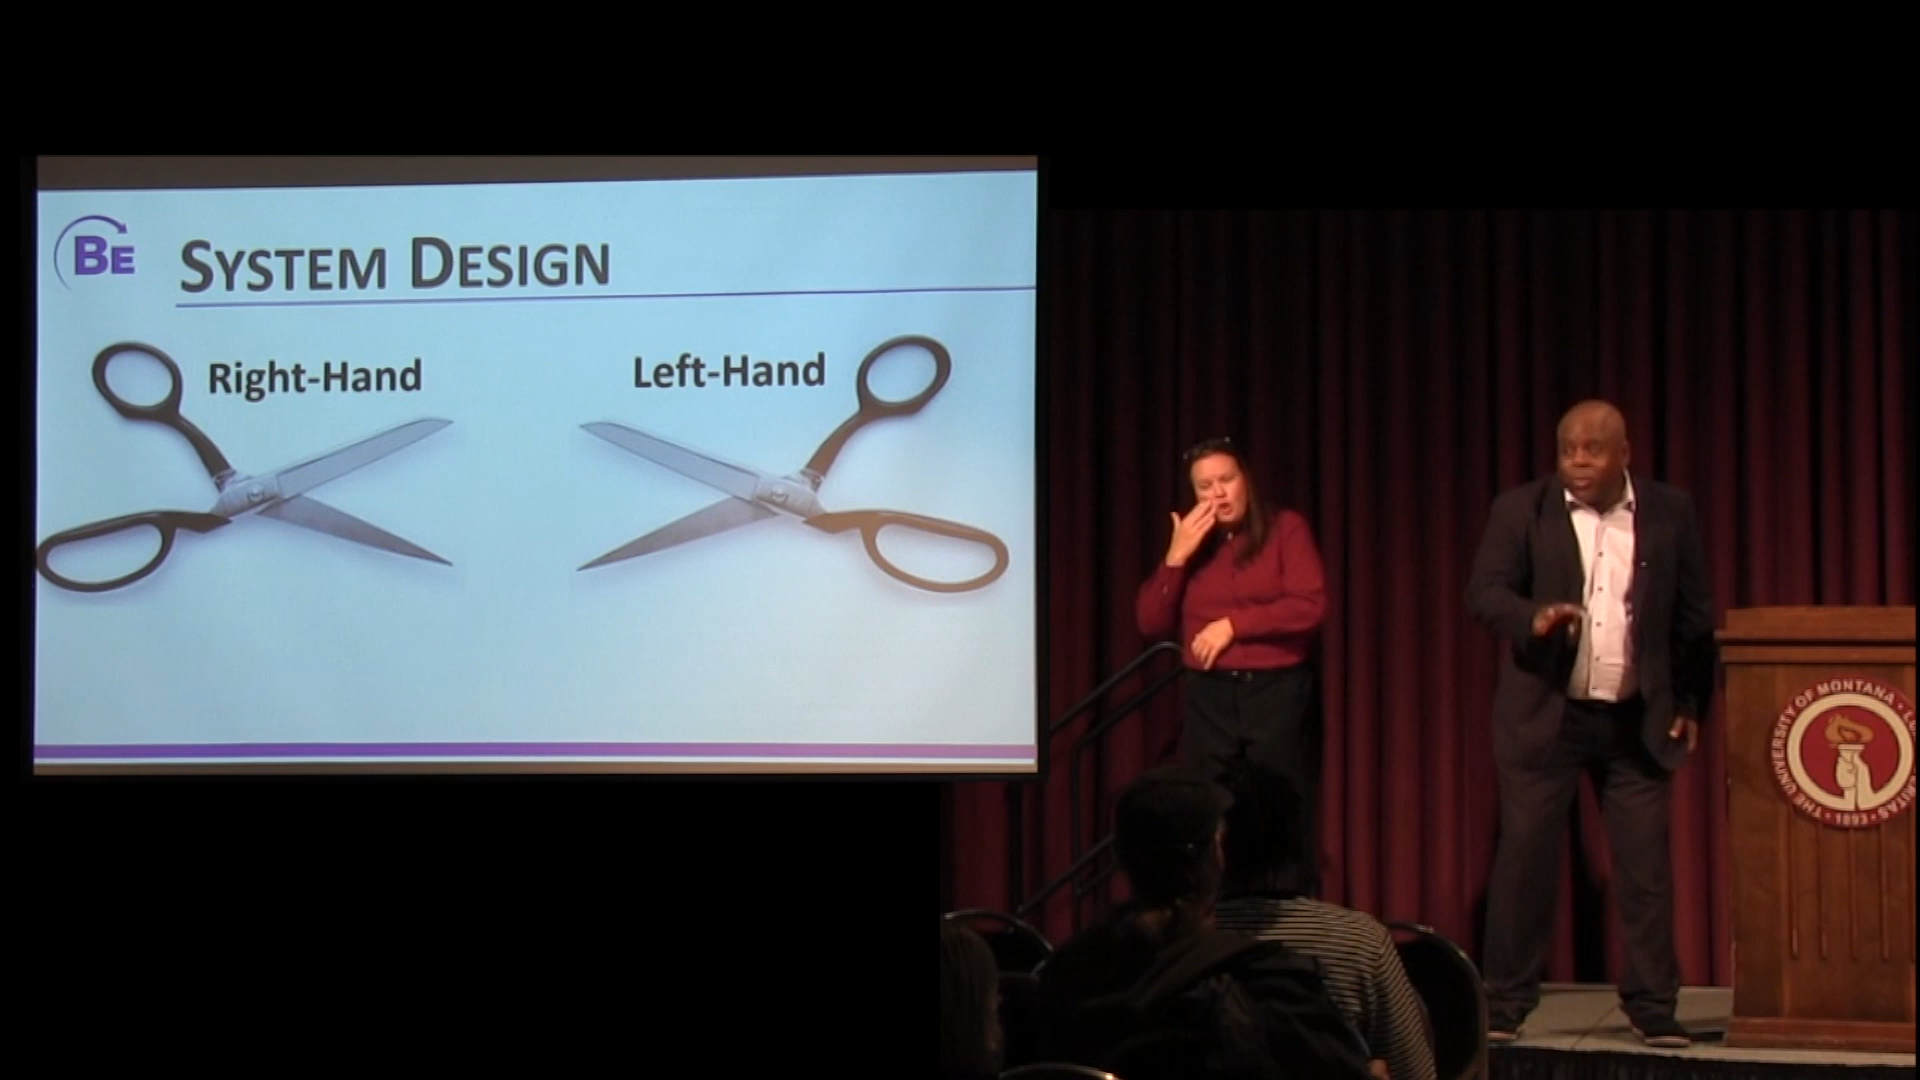 BE
SYSTEM DESIGN
Right-Hand
Left-Hand
THE UNIVERSITY OF MONTANA
1893